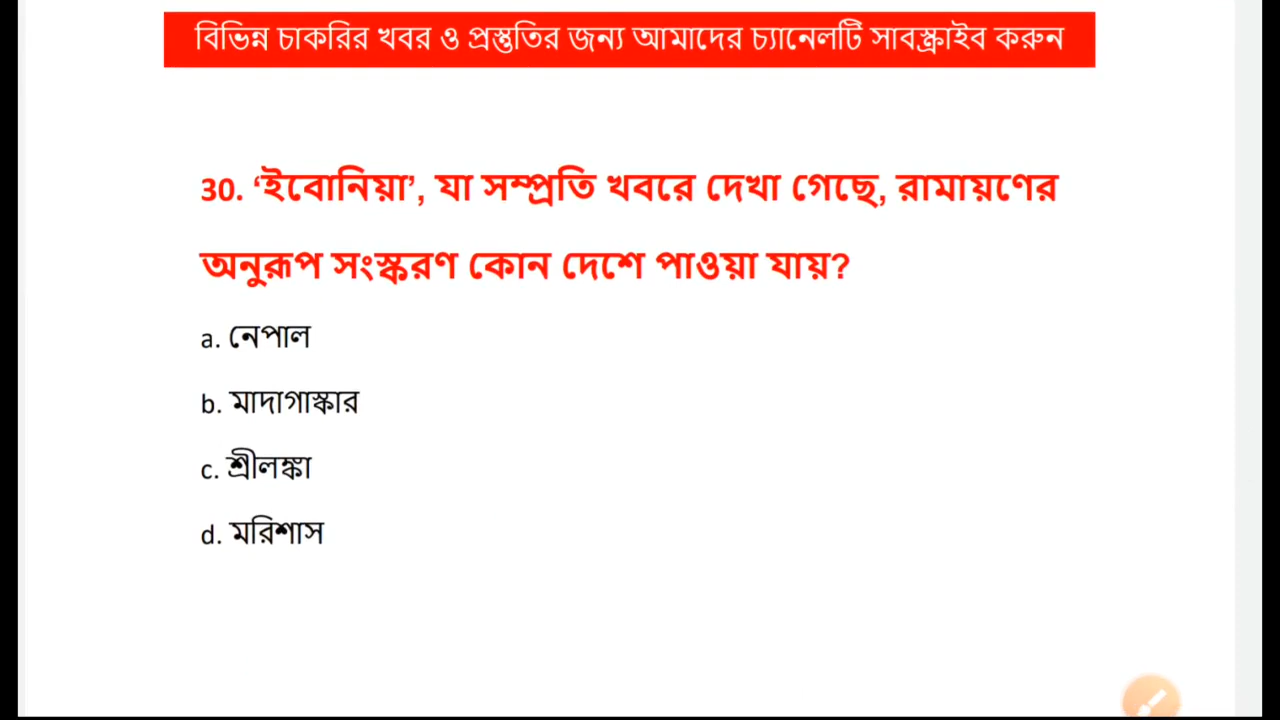 বিভিন্ন চাকরির খবর ও প্রস্তুতির জন্য আমাদের চ্যানেলটি সাবস্ক্রাইব করুন
30. ‘ইবোনিয়া’, যা সম্প্রতি খবরে দেখা গেছে, রামায়ণের
অনুরূপ সংস্করণ কোন দেশে পাওয়া যায়?
a. নেপাল
b. মাদাগাস্কার
c. শ্রীলঙ্কা
d. মরিশাস